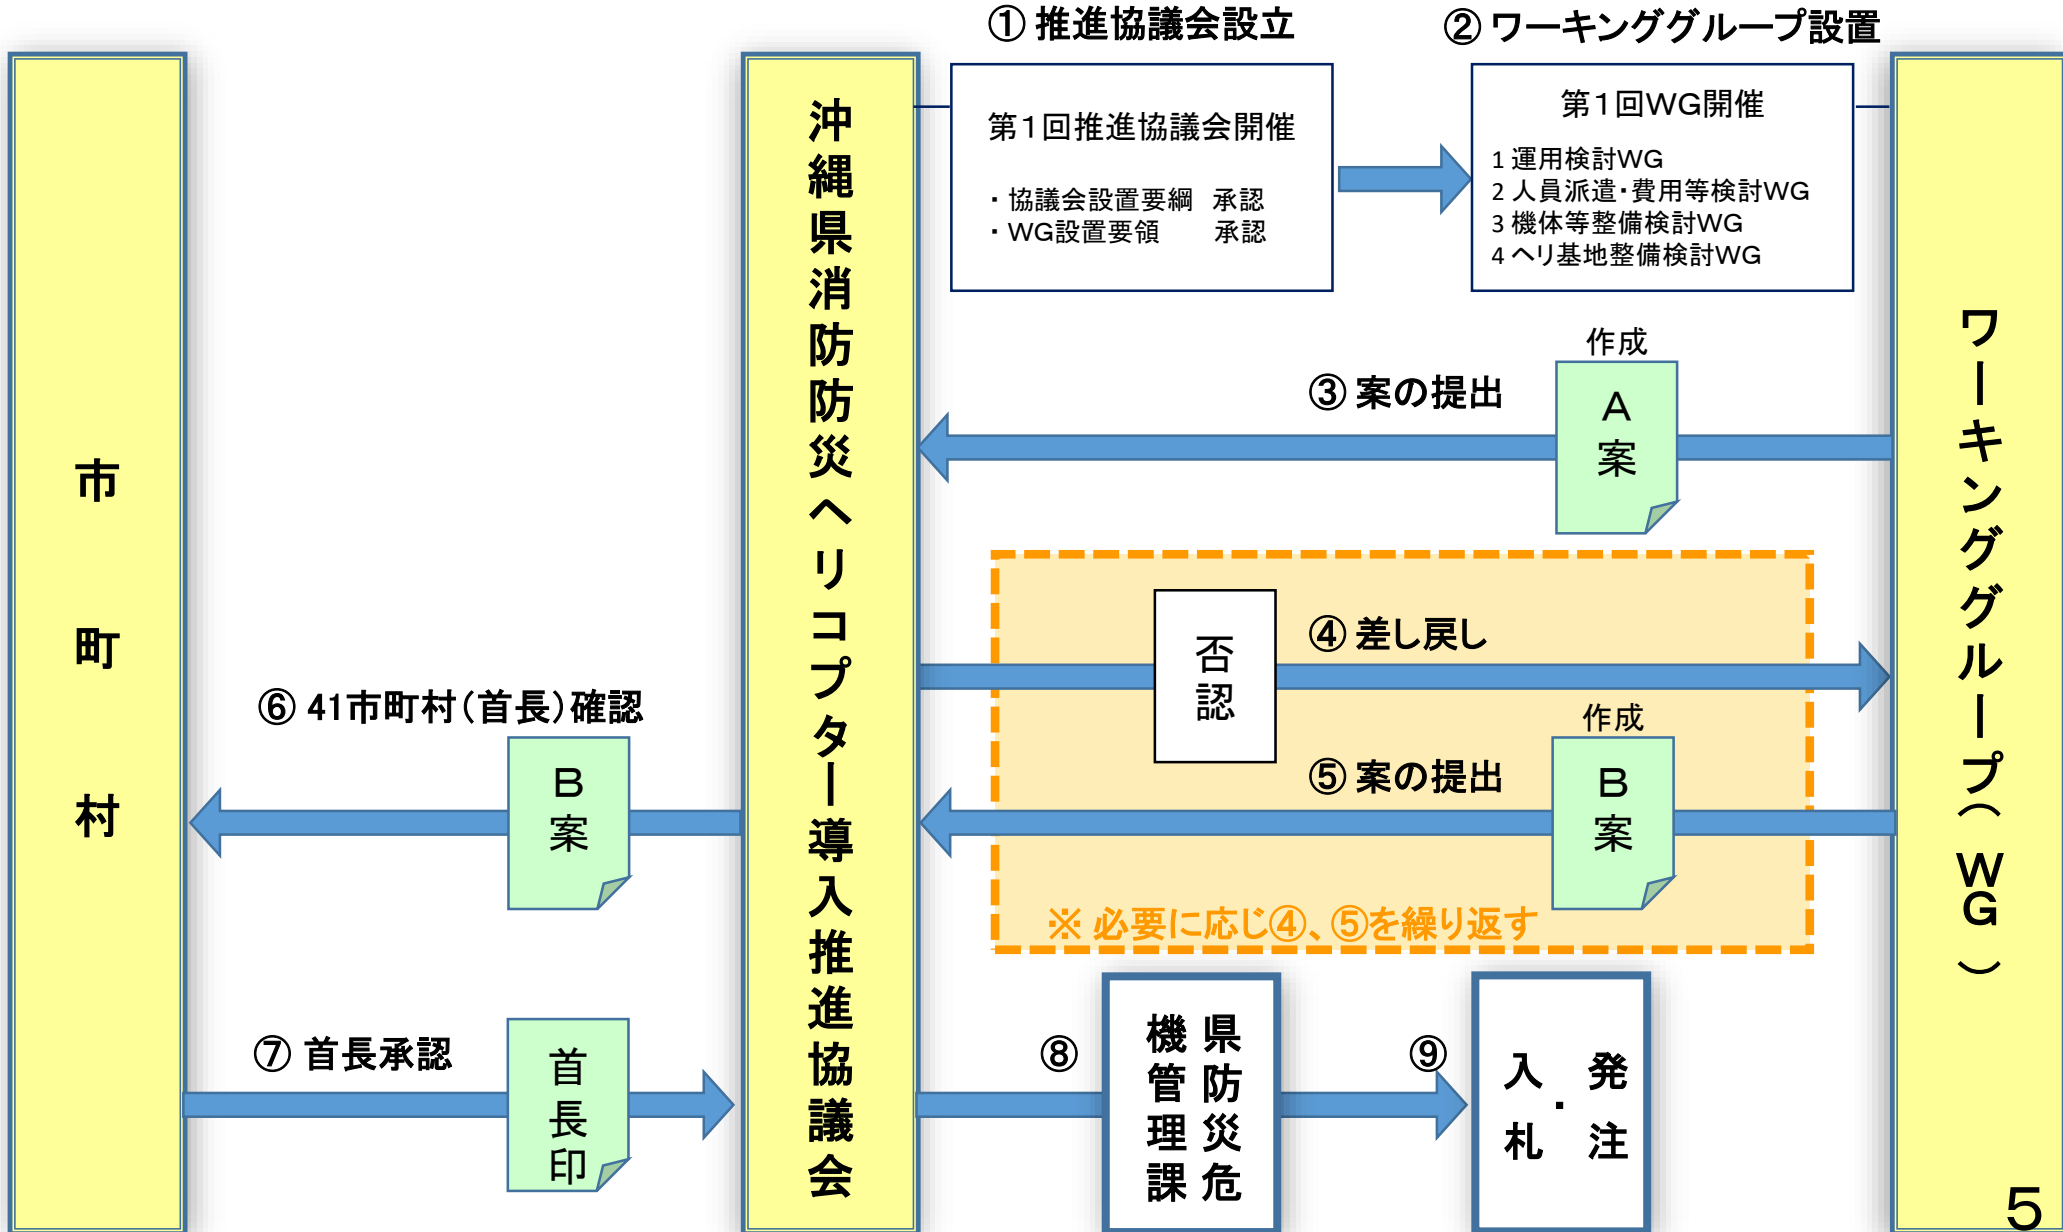 ① 推進協議会設立
② ワーキンググループ設置
市町村
沖縄県消防防災ヘリコプター導入推進協議会
第１回推進協議会開催
・協議会設置要綱　承認
・WG設置要領　　承認
第１回WG開催
1 運用検討WG
2 人員派遣・費用等検討WG
3 機体等整備検討WG
4 ヘリ基地整備検討WG
ワーキンググループ（WG）
作成
③ 案の提出
A案
否認
④ 差し戻し
作成
⑤ 案の提出
B案
※ 必要に応じ④、⑤を繰り返す
⑥ 41市町村（首長）確認
B案
⑦ 首長承認
首長印
⑧
県防災危
機管理課
⑨
発注
・
入札
5